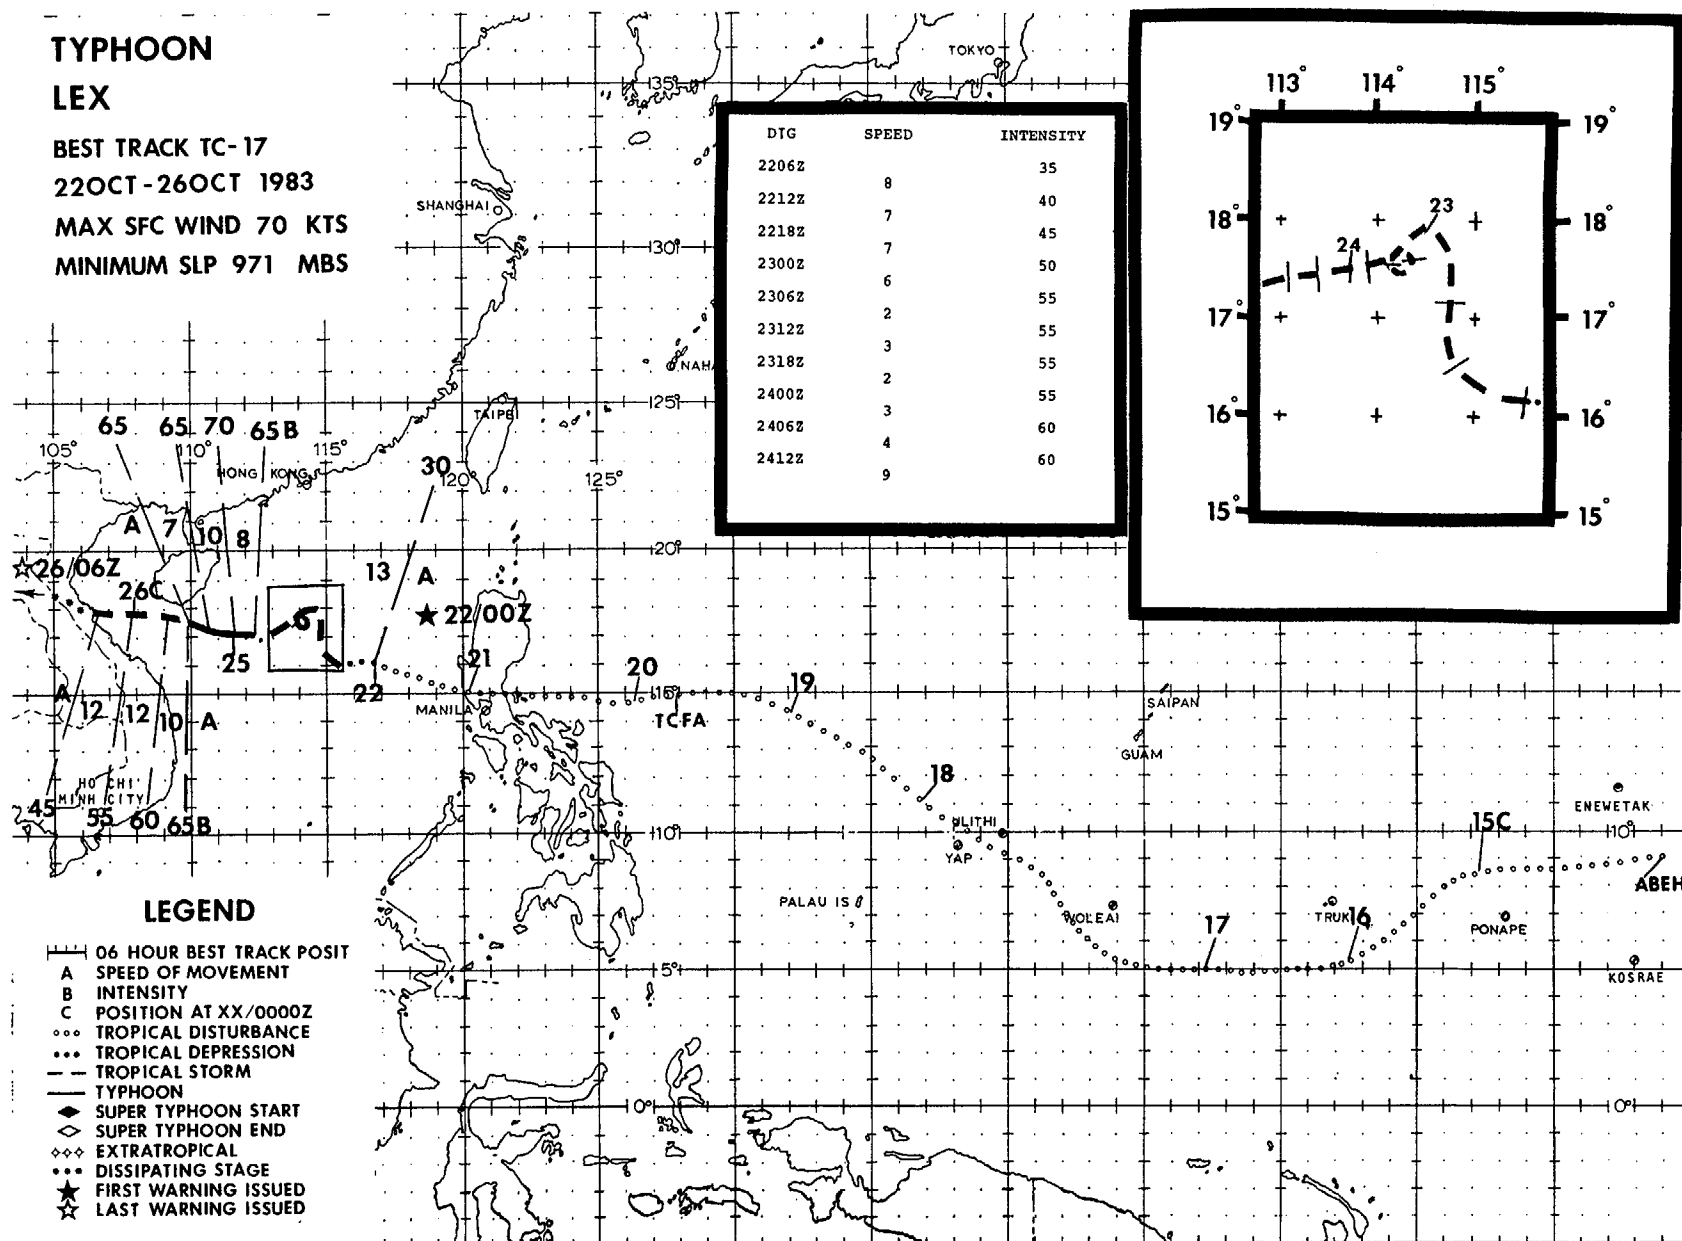 TYPHOON
LEX
BEST TRACK TC-17
22OCT-26OCT 1983
MAX SFC WIND 70 KTS
MINIMUM SLP 971 MBS
DTG SPEED INTENSITY
2206Z 35
8
2212Z 40
7
2218Z 45
7
2300Z 50
6
2306Z 55
2
2312Z 55
3
2318Z 55
2
2400Z 55
3
2406Z 60
4
2412Z 60
9
113° 114° 115°
19° 19°
23
18° 18°
24
17° 17°
16° 16°
15° 15°
TOKYO
35°
SHANGHAI
30°
NAHA
25°
TAIPEI
65 65 70 65B
105° 110° 115°
HONG KONG
30
120° 125°
A 7 10 8
20°
26/06Z
13 A
26C
22/00Z
25
21
22
20
19
15°
MANILA
TCFA
SAIPAN
GUAM
A 12 12 10 A
18
HO CHI
MINH CITY
45 55 60 65B
10°
ULITHI
YAP
15C
ENEWETAK
10°
ABEH
PALAU IS
WOLEAI
17
TRUK
16
PONAPE
5°
KOSRAE
0° 0°
LEGEND
06 HOUR BEST TRACK POSIT
A SPEED OF MOVEMENT
B INTENSITY
C POSITION AT XX/0000Z
TROPICAL DISTURBANCE
TROPICAL DEPRESSION
TROPICAL STORM
TYPHOON
SUPER TYPHOON START
SUPER TYPHOON END
EXTRATROPICAL
DISSIPATING STAGE
FIRST WARNING ISSUED
LAST WARNING ISSUED